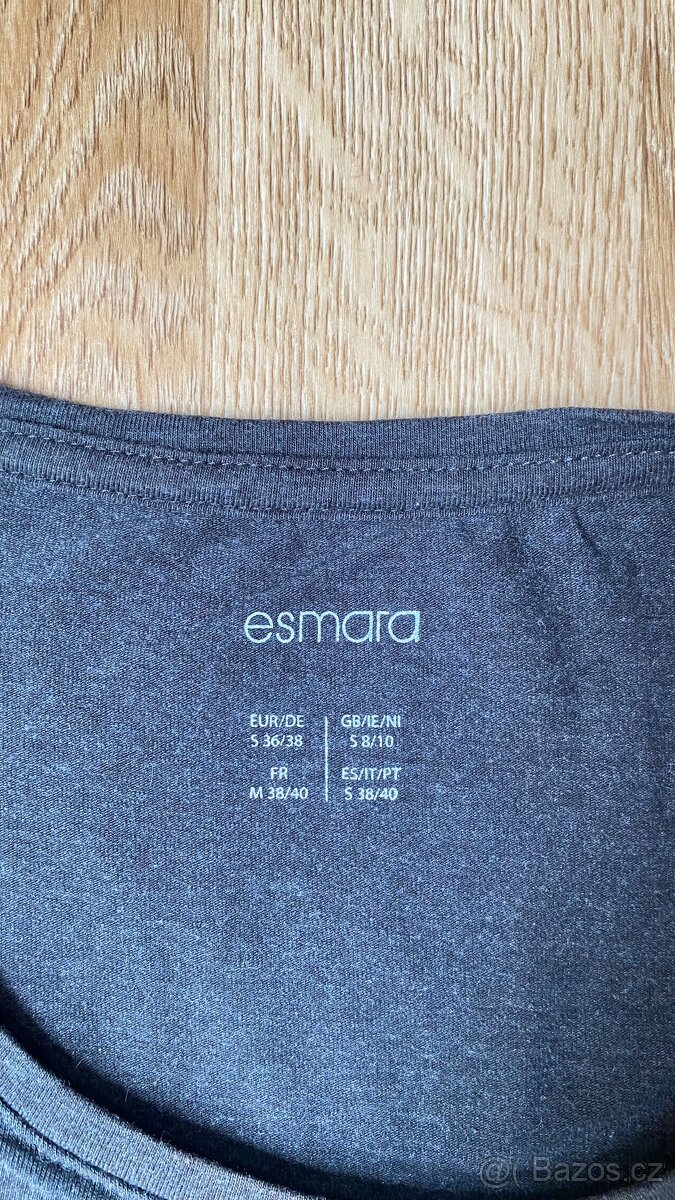 esmara
EUR/DE
S 36/38
GB/IE/NI
S 8/10
FR
M 38/40
ES/IT/PT
S 38/40
@ Bazos.cz